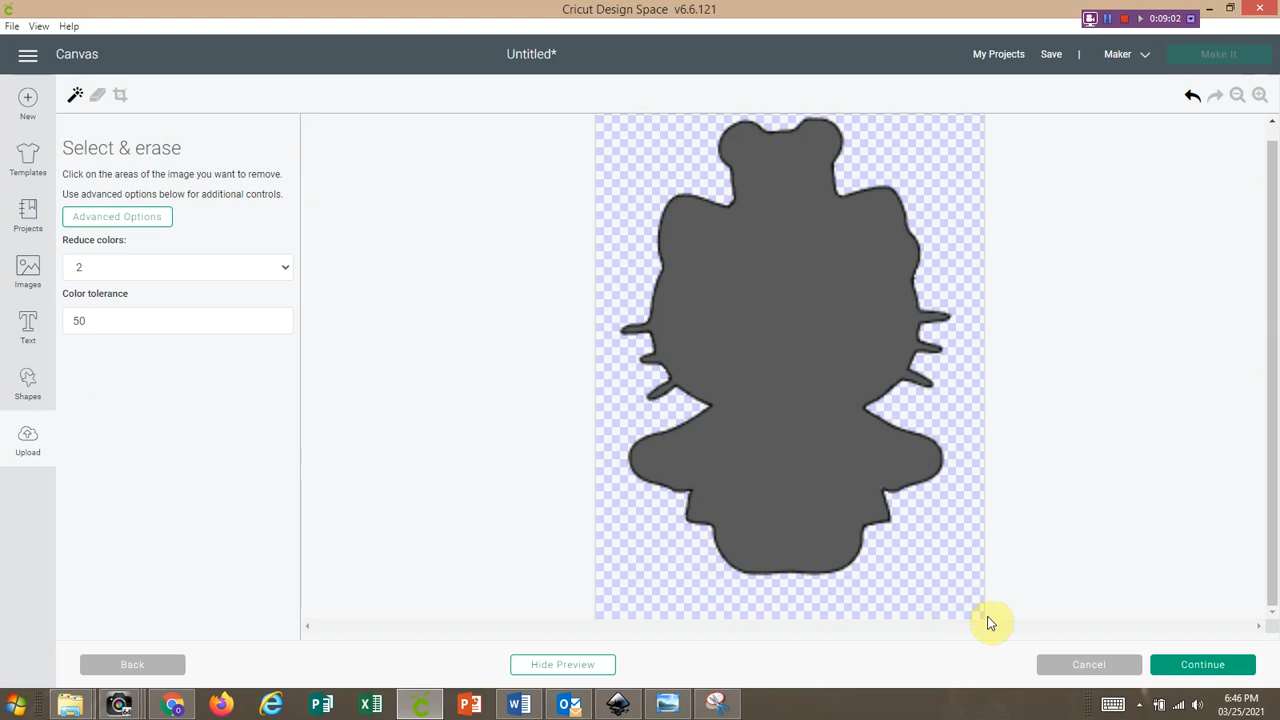 Cricut Design Space v6.6.121
File View Help
0:09:02
Canvas
Untitled*
My Projects Save | Maker Make It
New
Templates
Projects
Images
Text
Shapes
Upload
Select & erase
Click on the areas of the image you want to remove.
Use advanced options below for additional controls.
Advanced Options
Reduce colors:
2
Color tolerance
50
Back
Hide Preview
Cancel
Continue
6:46 PM
03/25/2021